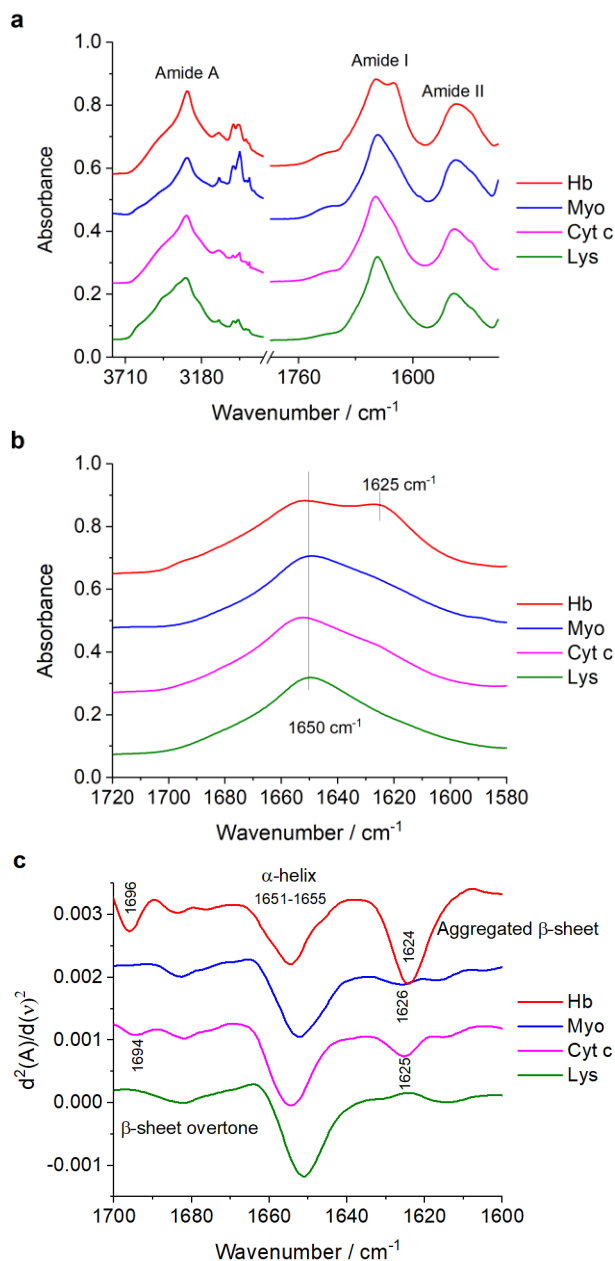 a
Amide A
Amide I
Amide II
1.0
0.8
0.6
0.4
0.2
0.0
Absorbance
3710
3180
1760
1600
Wavenumber / cm⁻¹
Hb
Myo
Cyt c
Lys
b
1625 cm⁻¹
1650 cm⁻¹
1.0
0.8
0.6
0.4
0.2
0.0
Absorbance
1720
1700
1680
1660
1640
1620
1600
1580
Wavenumber / cm⁻¹
Hb
Myo
Cyt c
Lys
c
1696
α-helix
1651-1655
1624
Aggregated β-sheet
1626
1694
1625
β-sheet overtone
0.003
0.002
0.001
0.000
-0.001
d²(A)/d(ν)²
1700
1680
1660
1640
1620
1600
Wavenumber / cm⁻¹
Hb
Myo
Cyt c
Lys